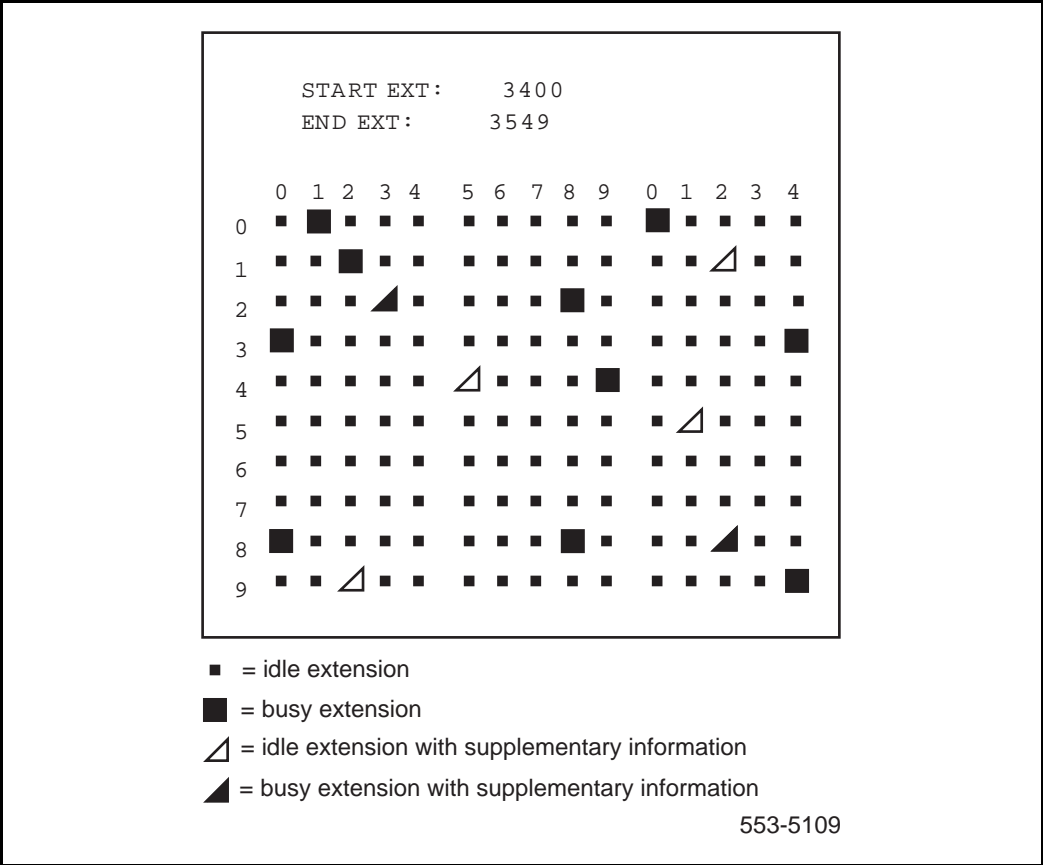 START EXT: 3400
END EXT: 3549
0 1 2 3 4 5 6 7 8 9 0 1 2 3 4
0
1
2
3
4
5
6
7
8
9
= idle extension
= busy extension
= idle extension with supplementary information
= busy extension with supplementary information
553-5109